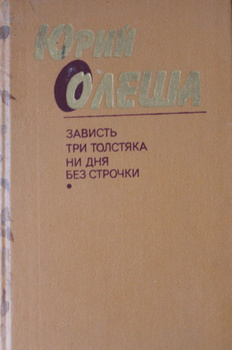 ЮРИЙ
ОЛЕША
ЗАВИСТЬ
ТРИ ТОЛСТЯКА
НИ ДНЯ
БЕЗ СТРОЧКИ